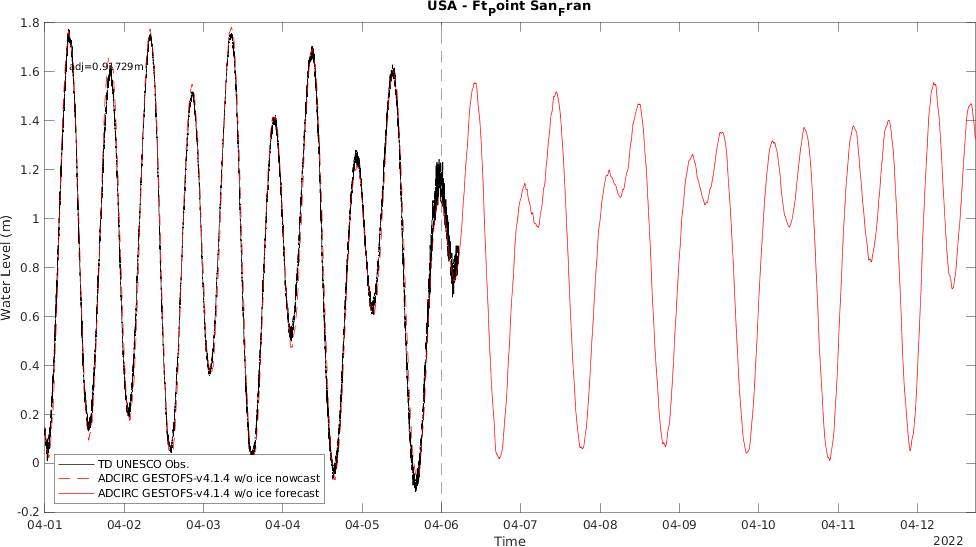 USA - Ft_Point San_Fran
1.8
1.6
1.4
1.2
1
0.8
0.6
0.4
0.2
0
-0.2
Water Level (m)
adj=0.91729m
TD UNESCO Obs.
ADCIRC GESTOFS-v4.1.4 w/o ice nowcast
ADCIRC GESTOFS-v4.1.4 w/o ice forecast
04-01 04-02 04-03 04-04 04-05 04-06 04-07 04-08 04-09 04-10 04-11 04-12
Time
2022